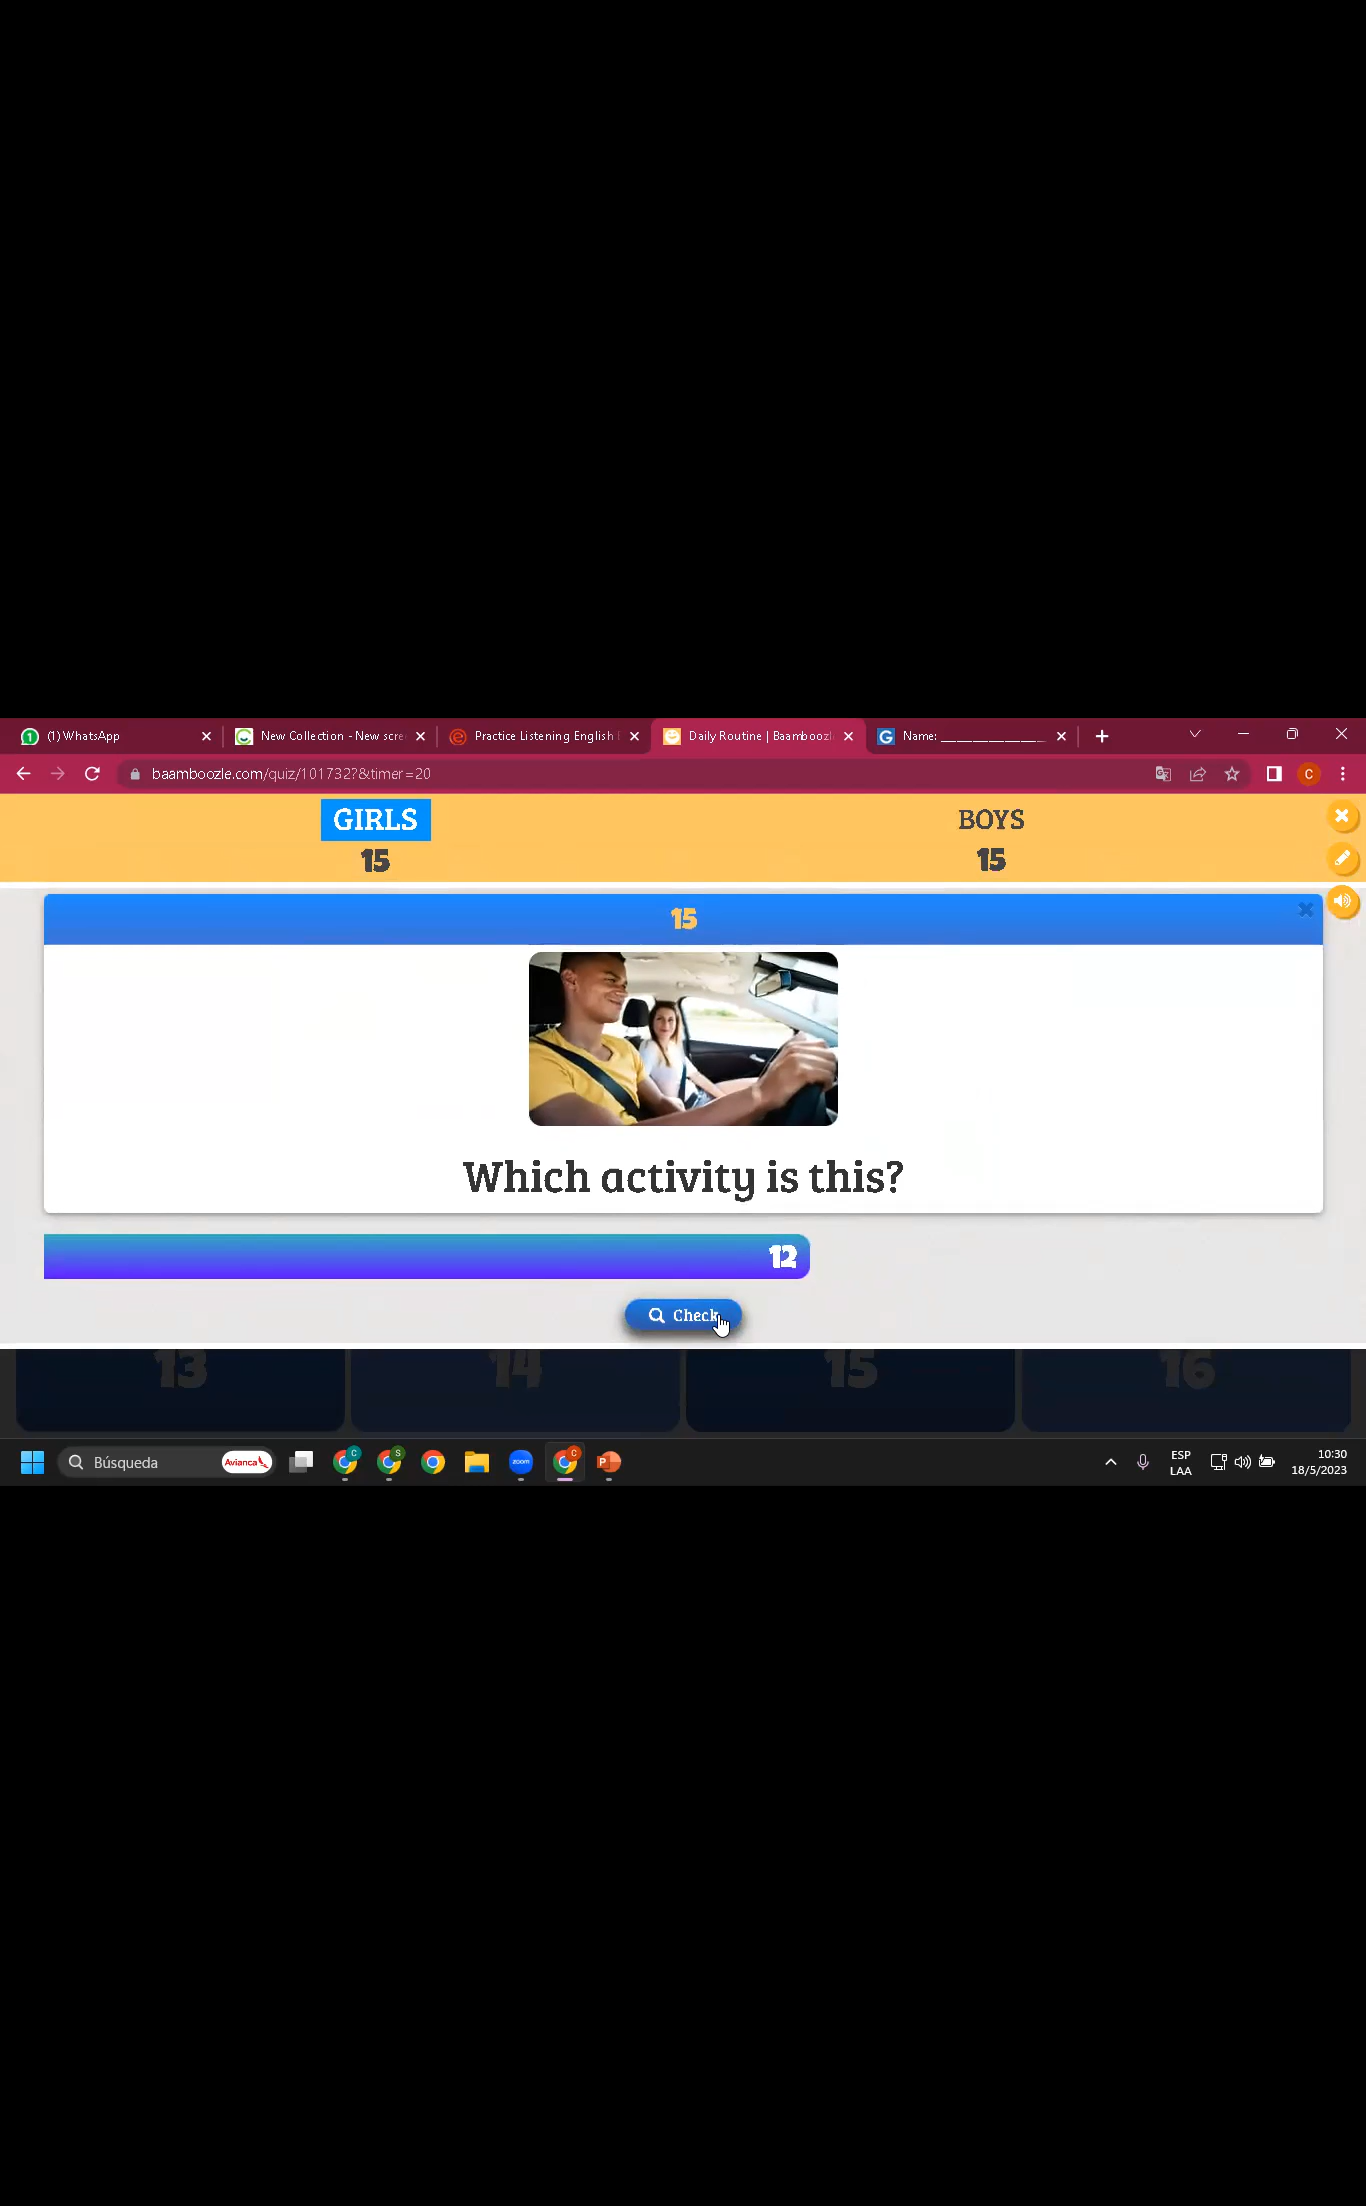 (1) WhatsApp
New Collection - New scre
Practice Listening English
Daily Routine | Baamboozl
Name: ____________________
baamboozle.com/quiz/101732?&timer=20
GIRLS
BOYS
15
15
15
Which activity is this?
12
Check
13
14
15
16
Búsqueda
Avianca
zoom
ESP
LAA
10:30
18/5/2023